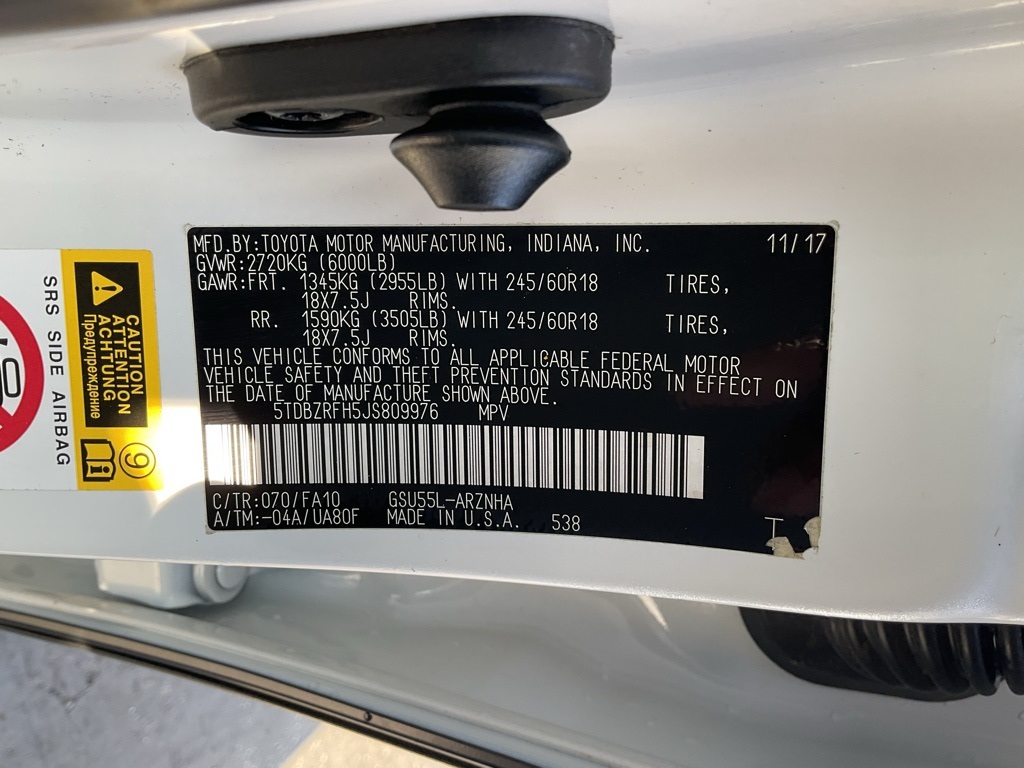 MFD.BY:TOYOTA MOTOR MANUFACTURING, INDIANA, INC. 11/17
GVWR:2720KG (6000LB)
GAWR:FRT. 1345KG (2955LB) WITH 245/60R18 TIRES,
18X7.5J RIMS.
RR. 1590KG (3505LB) WITH 245/60R18 TIRES,
18X7.5J RIMS.
THIS VEHICLE CONFORMS TO ALL APPLICABLE FEDERAL MOTOR
VEHICLE SAFETY AND THEFT PREVENTION STANDARDS IN EFFECT ON
THE DATE OF MANUFACTURE SHOWN ABOVE.
5TDBZRFH5JS809976 MPV
C/TR:070/FA10 GSU55L-ARZNHA
A/TM:-04A/UA80F MADE IN U.S.A. 538
SRS SIDE AIRBAG
CAUTION
ATTENTION
ACHTUNG
Предупреждение
9